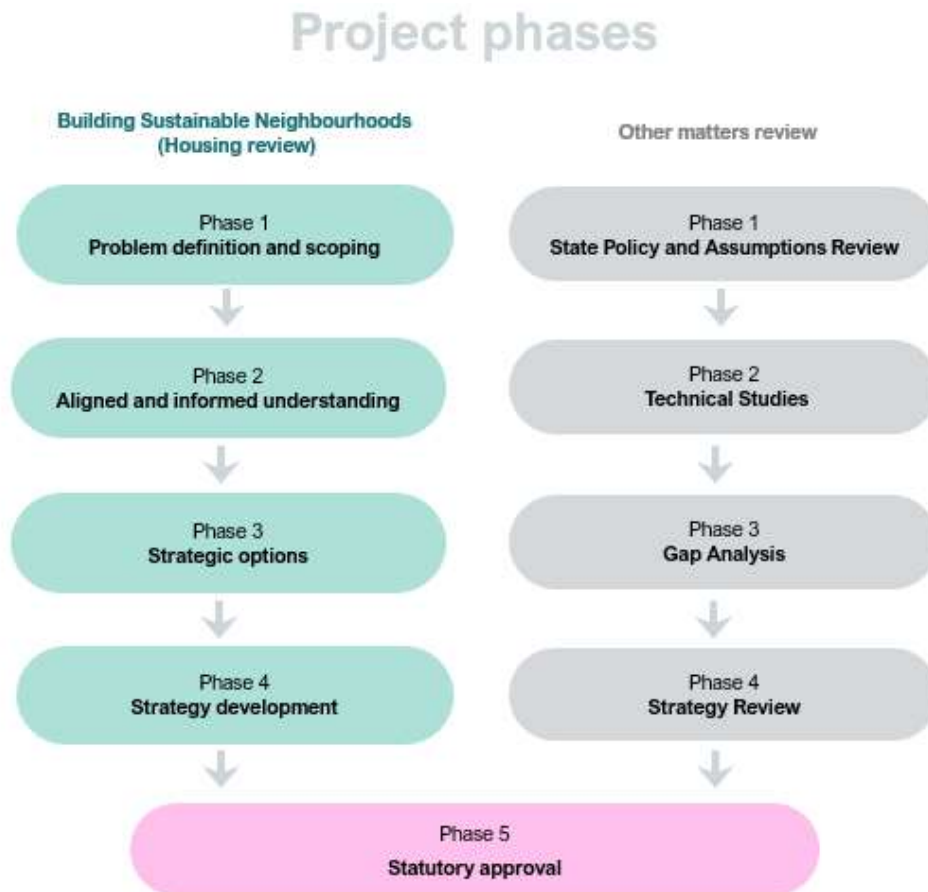 Project phases
Building Sustainable Neighbourhoods
(Housing review)
Phase 1
Problem definition and scoping
Phase 2
Aligned and informed understanding
Phase 3
Strategic options
Phase 4
Strategy development
Other matters review
Phase 1
State Policy and Assumptions Review
Phase 2
Technical Studies
Phase 3
Gap Analysis
Phase 4
Strategy Review
Phase 5
Statutory approval